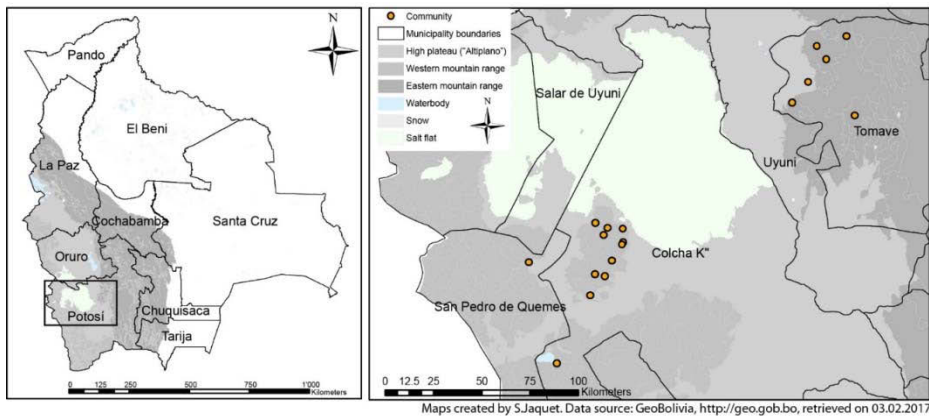 N
Pando
El Beni
La Paz
Cochabamba
Santa Cruz
Oruro
Potosí
Chuquisaca
Tarija
0 125 250 500 750 1'000
Kilometers
Community
Municipality boundaries
High plateau ("Altiplano")
Western mountain range
Eastern mountain range
Waterbody
Snow
Salt flat
N
Salar de Uyuni
Tomave
Uyuni
Colcha K"
San Pedro de Quemes
0 12.5 25 50 75 100
Kilometers
Maps created by S.Jaquet. Data source: GeoBolivia, http://geo.gob.bo, retrieved on 03.02.2017